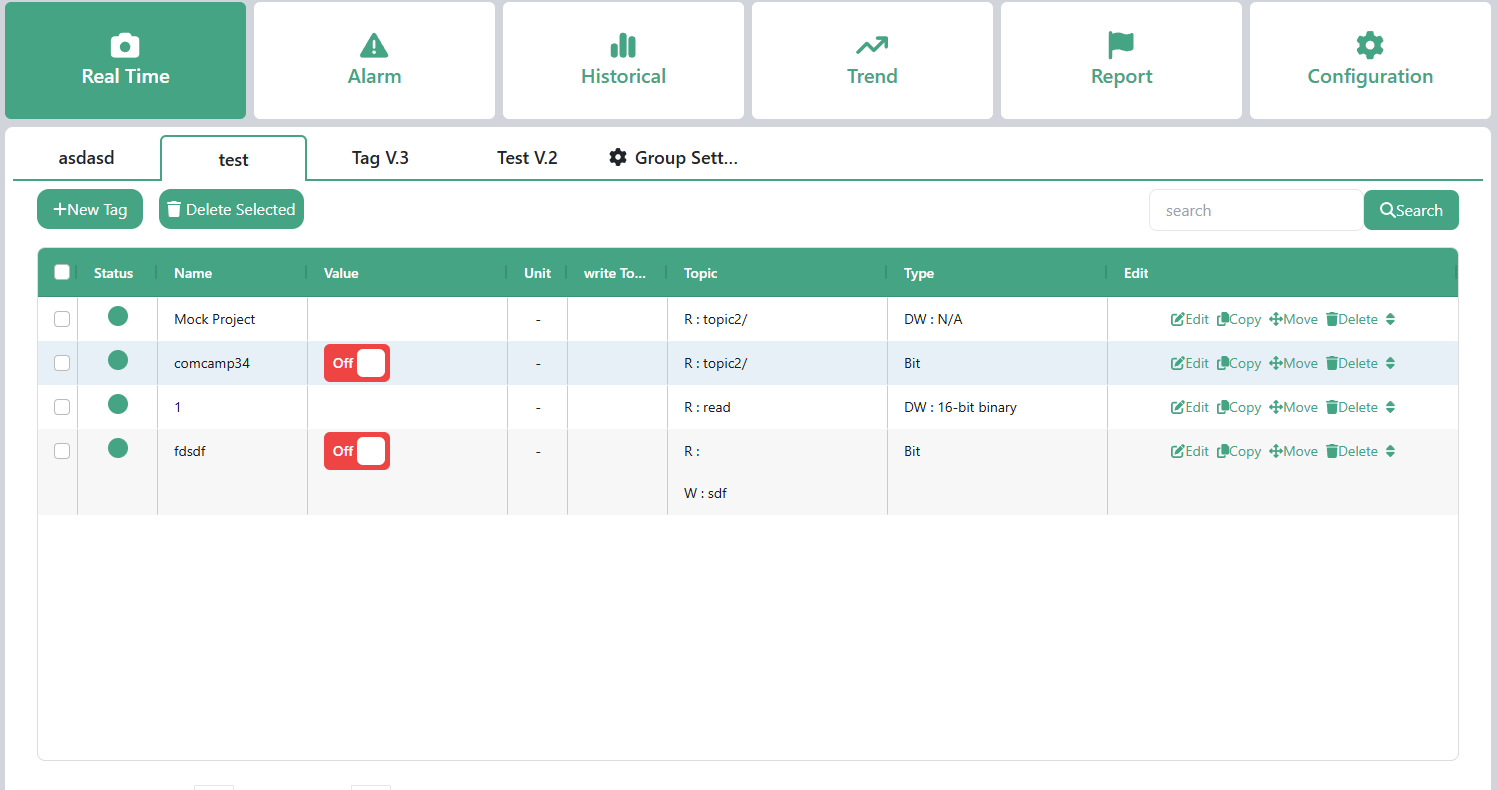 Real Time
Alarm
Historical
Trend
Report
Configuration
asdasd
test
Tag V.3
Test V.2
Group Sett...
+New Tag
Delete Selected
search
Search
Status Name Value Unit write To... Topic Type Edit
Mock Project - R : topic2/ DW : N/A Edit Copy Move Delete
comcamp34 Off - R : topic2/ Bit Edit Copy Move Delete
1 - R : read DW : 16-bit binary Edit Copy Move Delete
fdsdf Off - R : Bit Edit Copy Move Delete
W : sdf